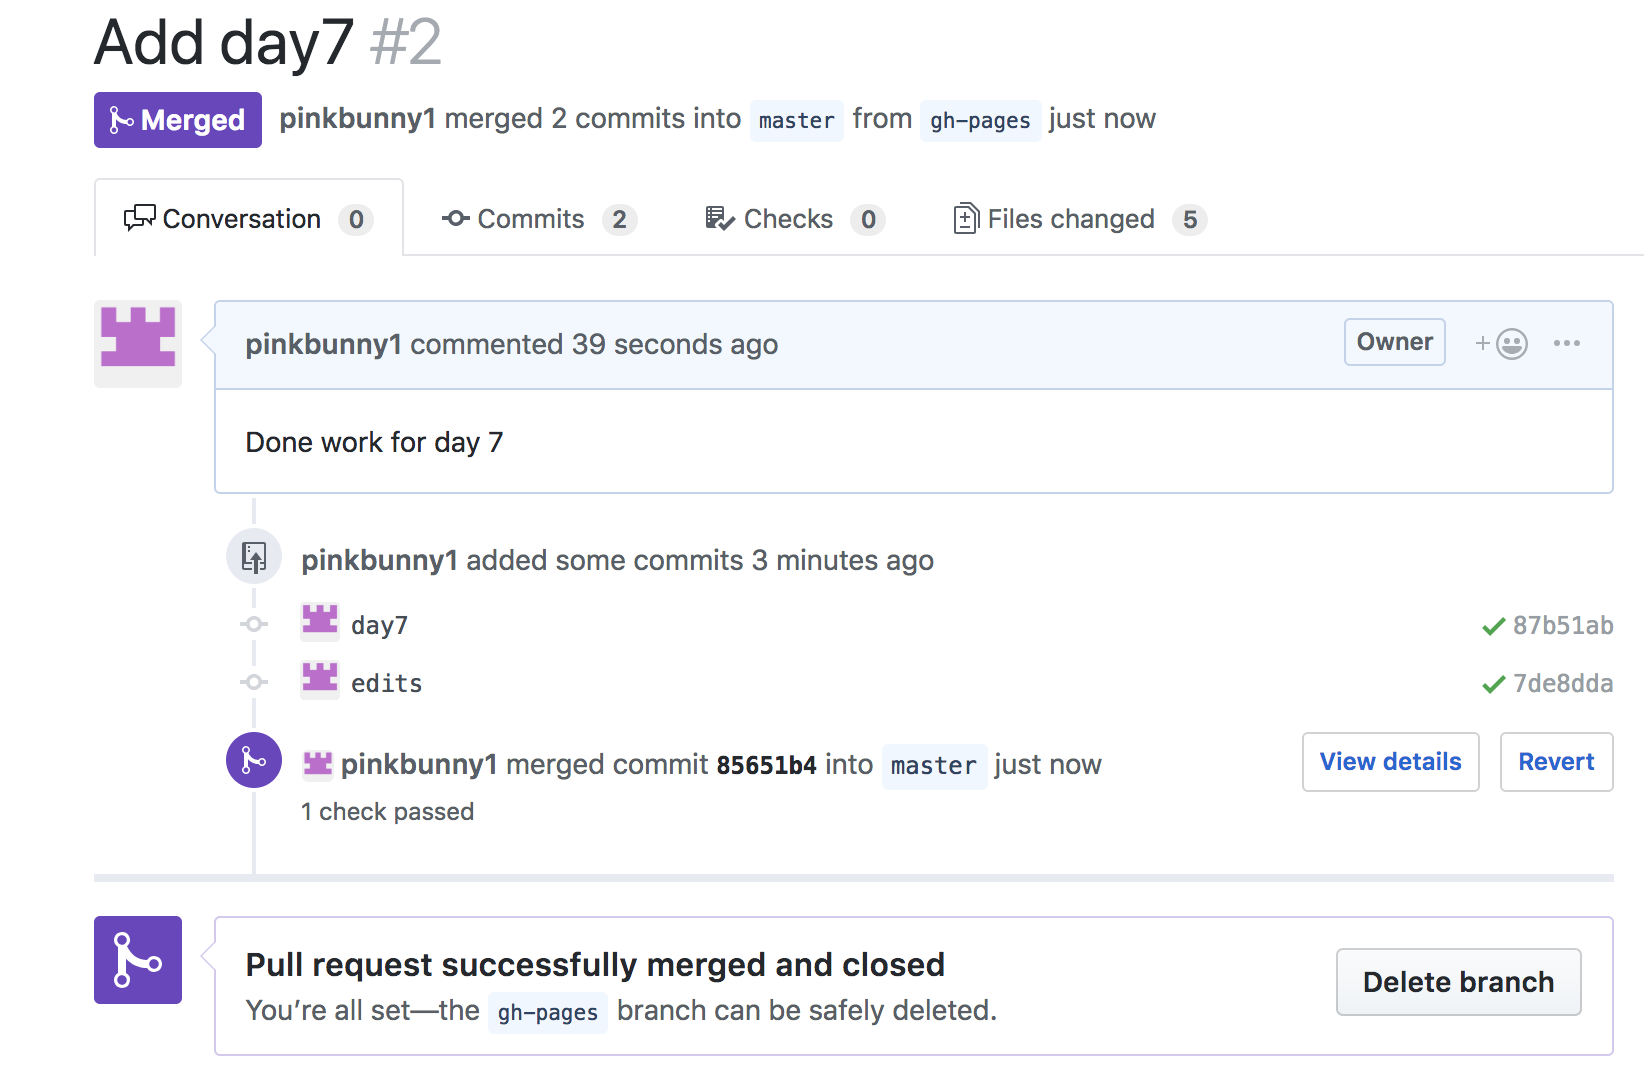 Add day7 #2
Merged pinkbunny1 merged 2 commits into master from gh-pages just now
Conversation 0 Commits 2 Checks 0 Files changed 5
pinkbunny1 commented 39 seconds ago Owner
Done work for day 7
pinkbunny1 added some commits 3 minutes ago
day7 87b51ab
edits 7de8dda
pinkbunny1 merged commit 85651b4 into master just now View details Revert
1 check passed
Pull request successfully merged and closed
You’re all set—the gh-pages branch can be safely deleted.
Delete branch